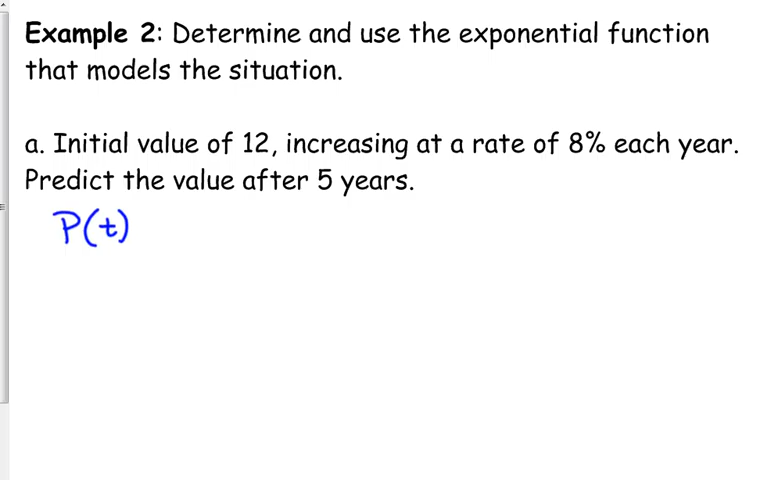 Example 2: Determine and use the exponential function
that models the situation.
a. Initial value of 12, increasing at a rate of 8% each year.
Predict the value after 5 years.
P(t)